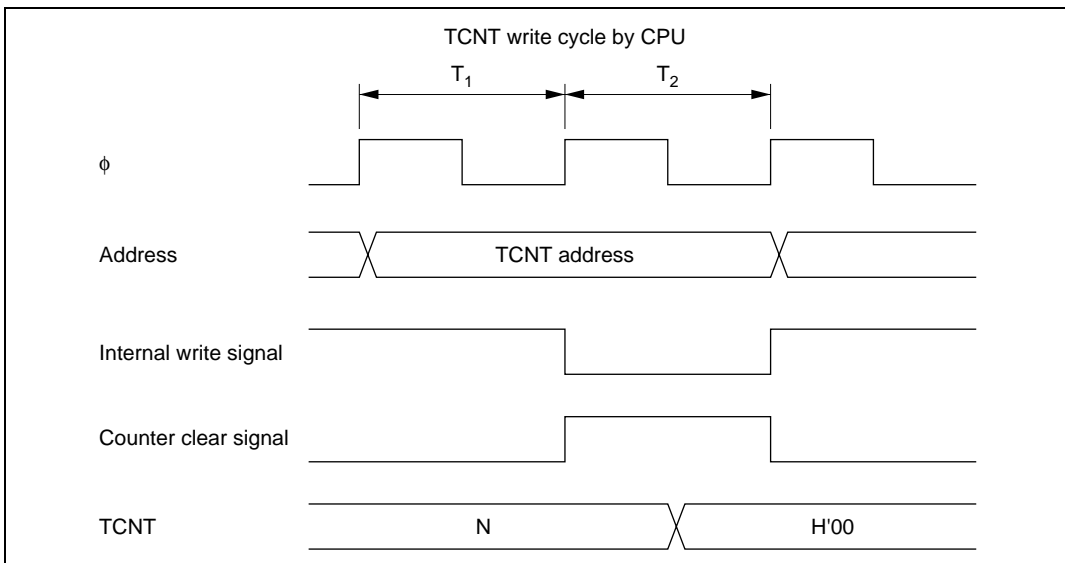 TCNT write cycle by CPU
T1 T2
ϕ
Address TCNT address
Internal write signal
Counter clear signal
TCNT N H'00